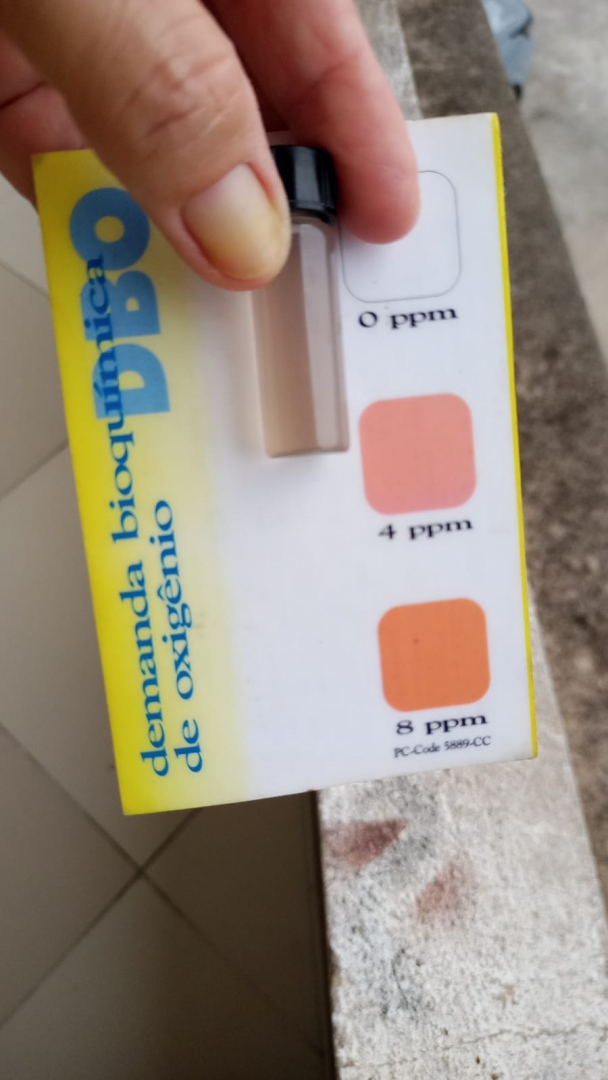 DBO
demanda bioquímica
de oxigênio
0 ppm
4 ppm
8 ppm
PC-Code 5889-CC